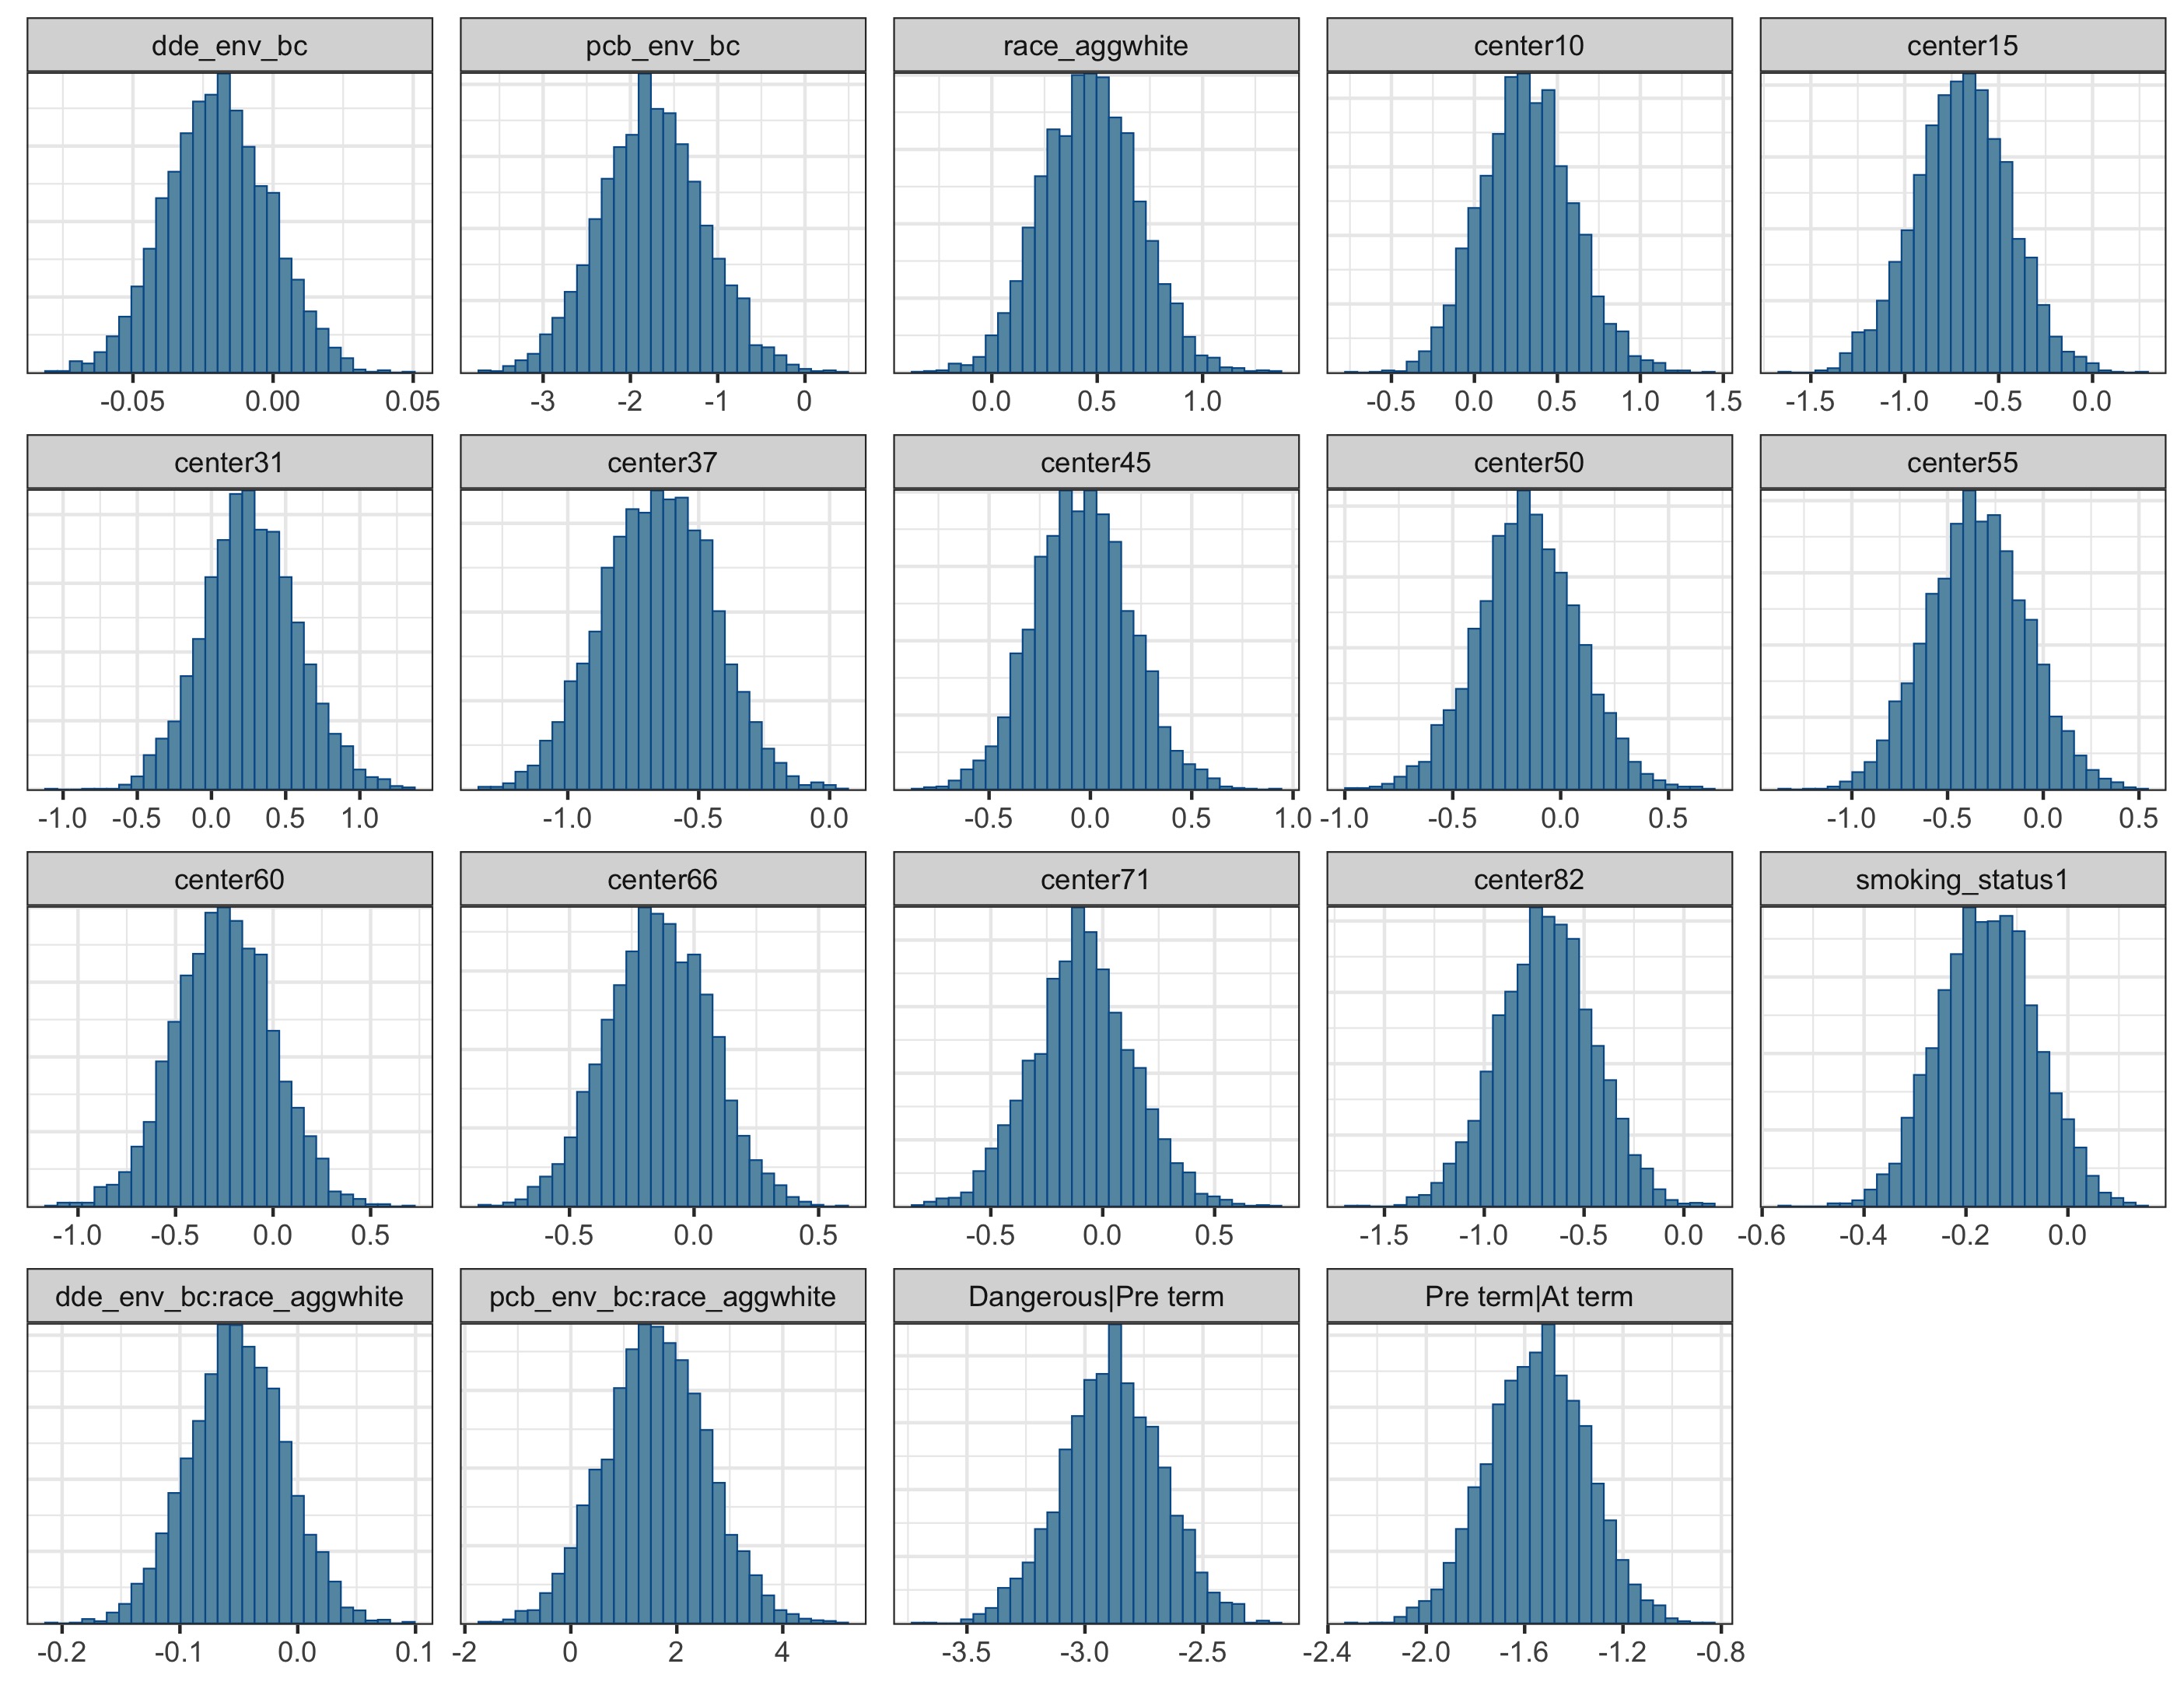 dde_env_bc pcb_env_bc race_aggwhite center10 center15
-0.05 0.00 0.05 -3 -2 -1 0 0.0 0.5 1.0 -0.5 0.0 0.5 1.0 1.5 -1.5 -1.0 -0.5 0.0
center31 center37 center45 center50 center55
-1.0 -0.5 0.0 0.5 1.0 -1.0 -0.5 0.0 -0.5 0.0 0.5 1.0 -1.0 -0.5 0.0 0.5 -1.0 -0.5 0.0 0.5
center60 center66 center71 center82 smoking_status1
-1.0 -0.5 0.0 0.5 -0.5 0.0 0.5 -0.5 0.0 0.5 -1.5 -1.0 -0.5 0.0 -0.6 -0.4 -0.2 0.0
dde_env_bc:race_aggwhite pcb_env_bc:race_aggwhite Dangerous|Pre term Pre term|At term
-0.2 -0.1 0.0 0.1 -2 0 2 4 -3.5 -3.0 -2.5 -2.4 -2.0 -1.6 -1.2 -0.8